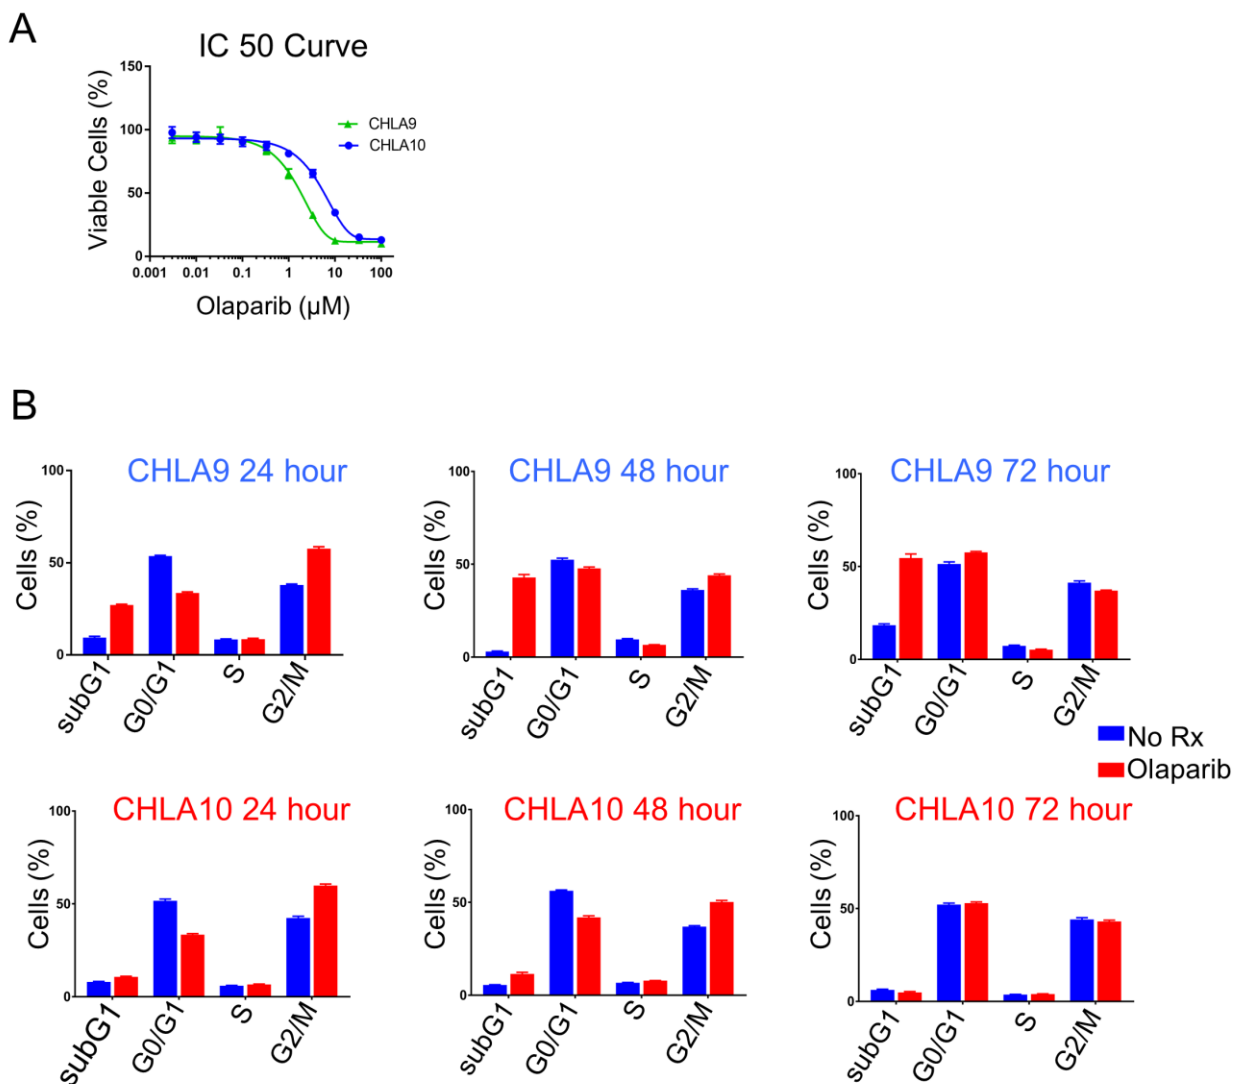 A
IC 50 Curve
150
100
50
0
Viable Cells (%)
CHLA9
CHLA10
0.001 0.01 0.1 1 10 100
Olaparib (µM)
B
CHLA9 24 hour
100
50
0
Cells (%)
subG1 G0/G1 S G2/M
CHLA9 48 hour
100
50
0
Cells (%)
subG1 G0/G1 S G2/M
CHLA9 72 hour
100
50
0
Cells (%)
subG1 G0/G1 S G2/M
No Rx
Olaparib
CHLA10 24 hour
100
50
0
Cells (%)
subG1 G0/G1 S G2/M
CHLA10 48 hour
100
50
0
Cells (%)
subG1 G0/G1 S G2/M
CHLA10 72 hour
100
50
0
Cells (%)
subG1 G0/G1 S G2/M